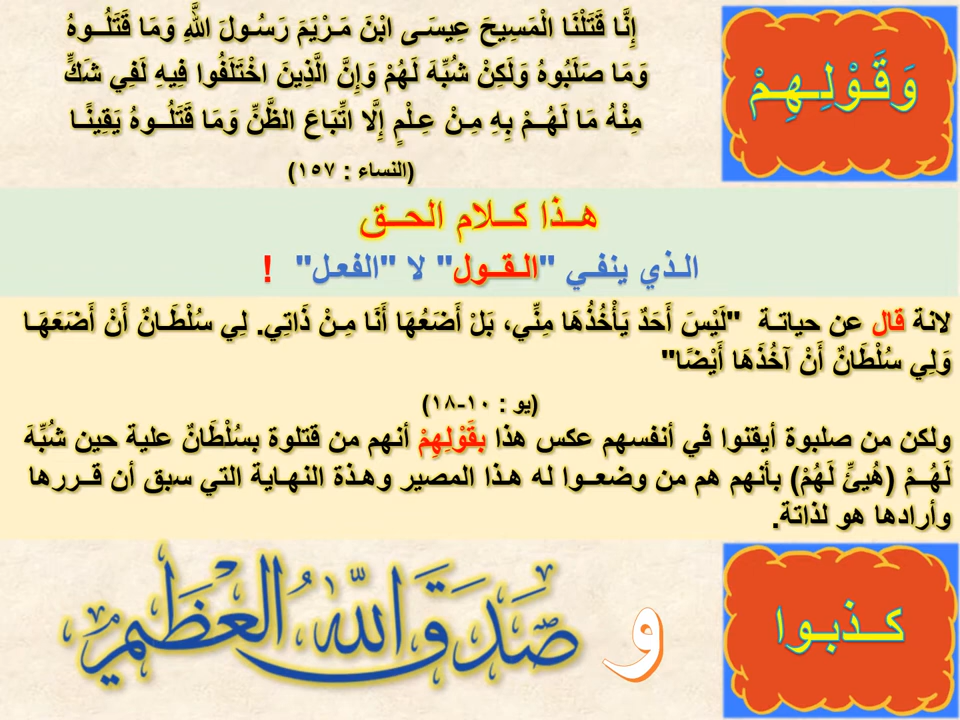 وَقَوْلِهِمْ
إِنَّا قَتَلْنَا الْمَسِيحَ عِيسَى ابْنَ مَرْيَمَ رَسُولَ اللَّهِ وَمَا قَتَلُوهُ
وَمَا صَلَبُوهُ وَلَكِنْ شُبِّهَ لَهُمْ وَإِنَّ الَّذِينَ اخْتَلَفُوا فِيهِ لَفِي شَكٍّ
مِنْهُ مَا لَهُمْ بِهِ مِنْ عِلْمٍ إِلَّا اتِّبَاعَ الظَّنِّ وَمَا قَتَلُوهُ يَقِينًا
(النساء : ١٥٧)
هذا كلام الحق
الذي ينفي "القول" لا "الفعل" !
لانة قال عن حياتة "لَيْسَ أَحَدٌ يَأْخُذُهَا مِنِّي، بَلْ أَضَعُهَا أَنَا مِنْ ذَاتِي. لِي سُلْطَانٌ أَنْ أَضَعَهَا
وَلِي سُلْطَانٌ أَنْ آخُذَهَا أَيْضًا"
(يو : ١٠-١٨)
ولكن من صلبوة أيقنوا في أنفسهم عكس هذا بِقَوْلِهِمْ أنهم من قتلوة بسُلْطَانٌ علية حين شُبِّهَ
لَهُمْ (هُيئِّ لَهُمْ) بأنهم هم من وضعوا له هذا المصير وهذة النهاية التي سبق أن قررها
وأرادها هو لذاتة.
كذبوا
و
صَدَقَ اللّٰه العَظيم